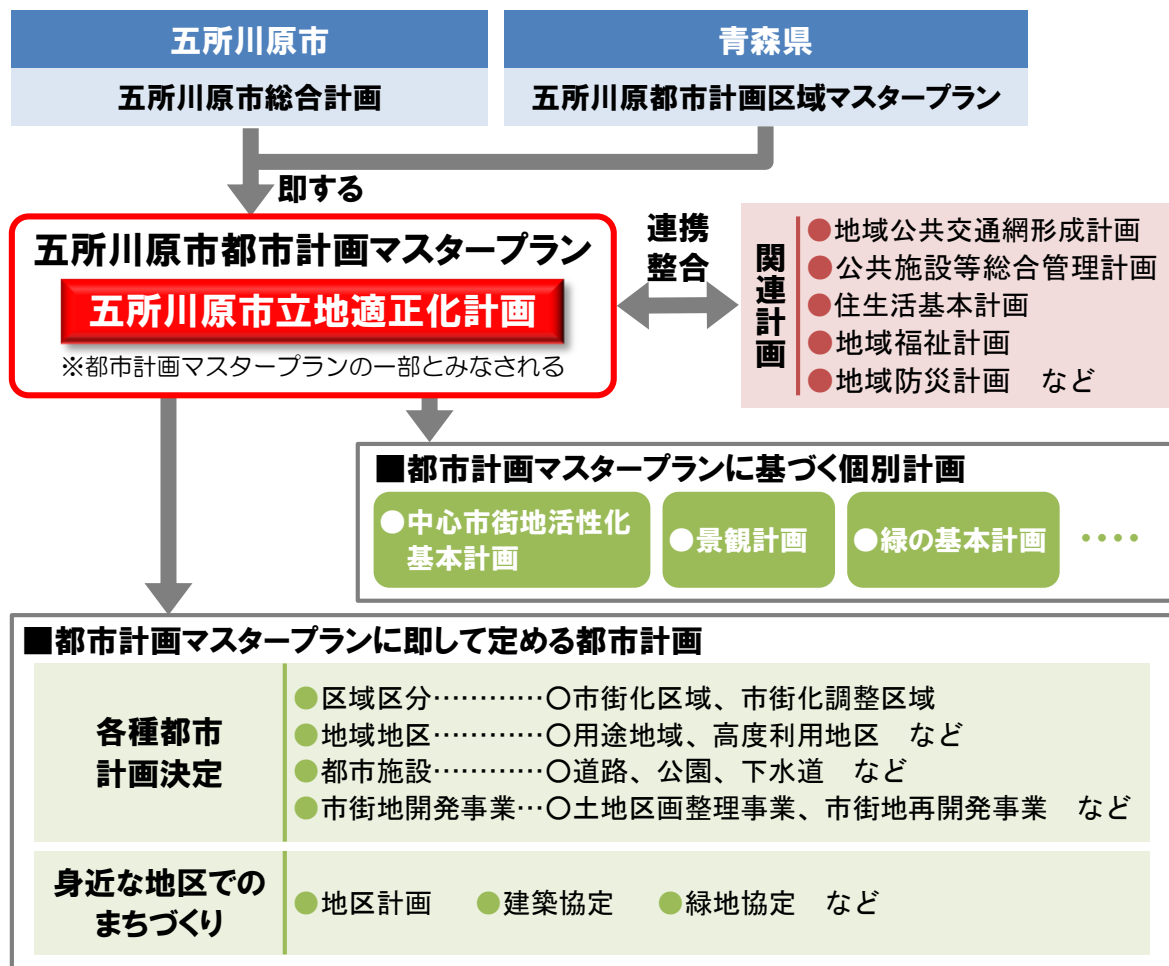 五所川原市
青森県
五所川原市総合計画
五所川原都市計画区域マスタープラン
即する
五所川原市都市計画マスタープラン
五所川原市立地適正化計画
※都市計画マスタープランの一部とみなされる
連携
整合
関連計画
●地域公共交通網形成計画
●公共施設等総合管理計画
●住生活基本計画
●地域福祉計画
●地域防災計画　など
■都市計画マスタープランに基づく個別計画
●中心市街地活性化
基本計画
●景観計画
●緑の基本計画
・・・・
■都市計画マスタープランに即して定める都市計画
各種都市
計画決定
●区域区分…………〇市街化区域、市街化調整区域
●地域地区…………〇用途地域、高度利用地区　など
●都市施設…………〇道路、公園、下水道　など
●市街地開発事業…〇土地区画整理事業、市街地再開発事業　など
身近な地区での
まちづくり
●地区計画　●建築協定　●緑地協定　など